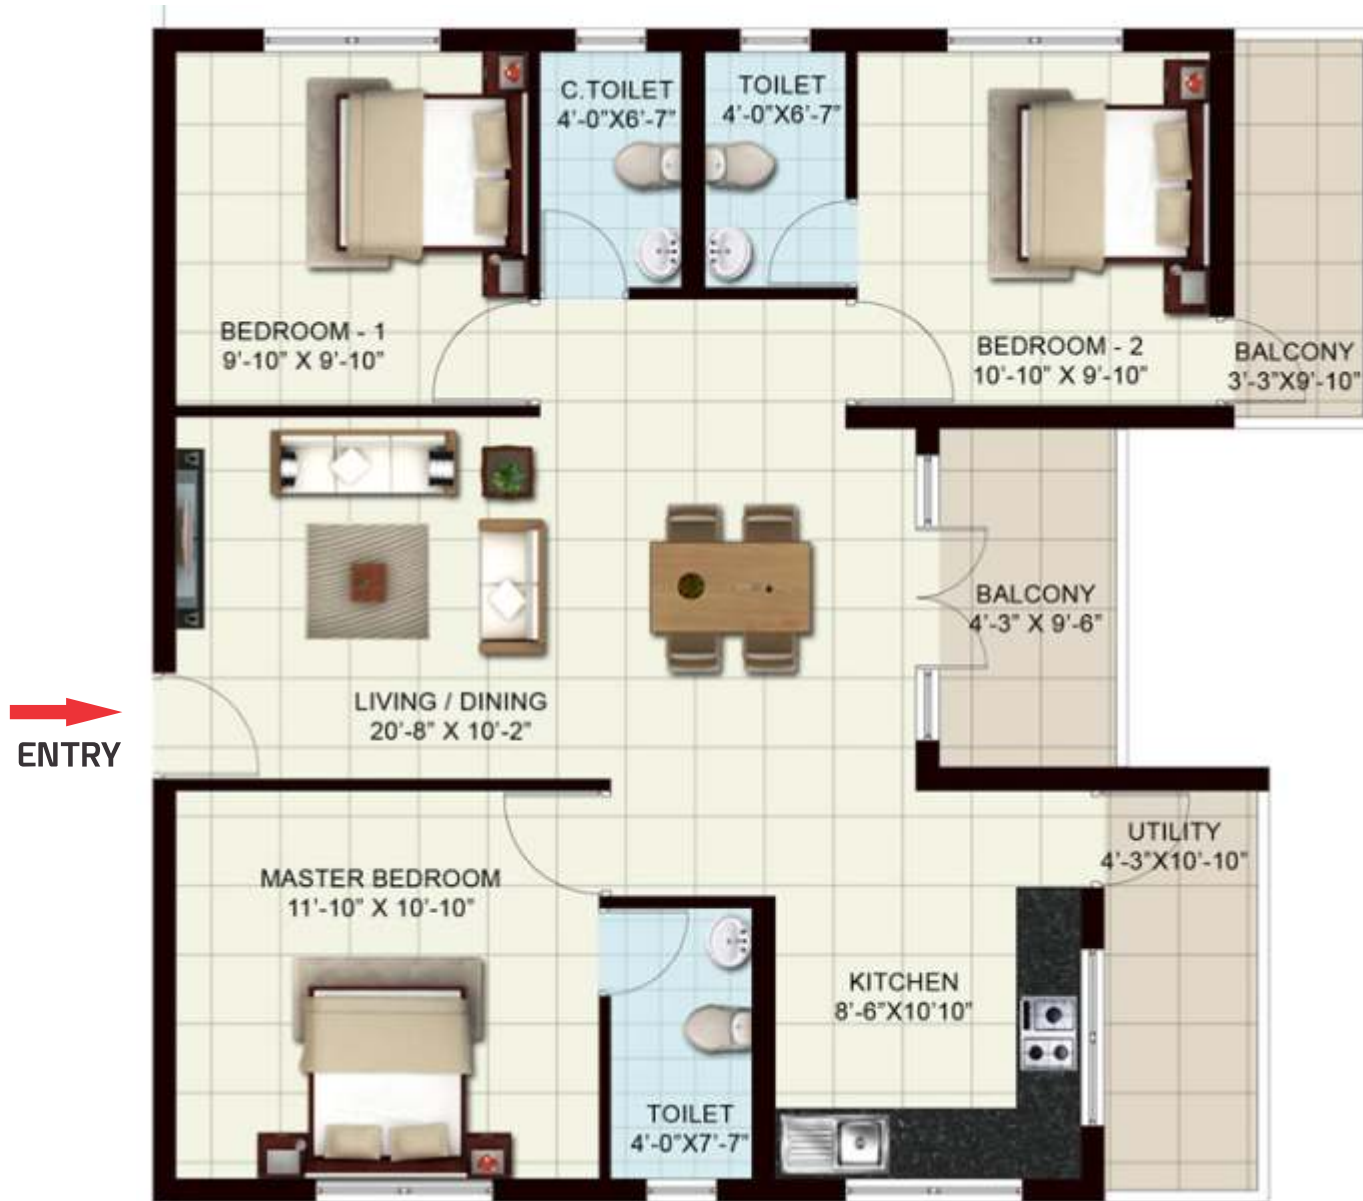 C.TOILET
4'-0"X6'-7"
TOILET
4'-0"X6'-7"
BEDROOM - 1
9'-10" X 9'-10"
BEDROOM - 2
10'-10" X 9'-10"
BALCONY
3'-3"X9'-10"
BALCONY
4'-3" X 9'-6"
LIVING / DINING
20'-8" X 10'-2"
ENTRY
UTILITY
4'-3"X10'-10"
MASTER BEDROOM
11'-10" X 10'-10"
KITCHEN
8'-6"X10'10"
TOILET
4'-0"X7'-7"